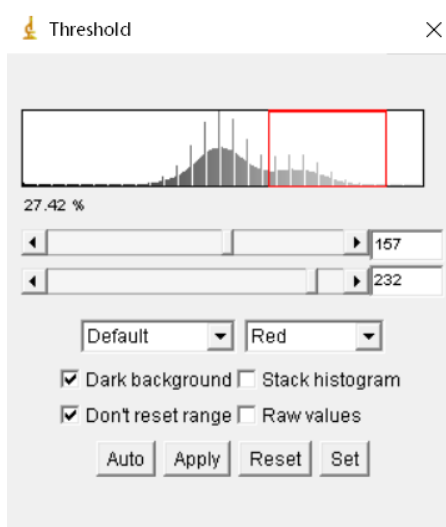 Threshold
27.42 %
157
232
Default Red
Dark background Stack histogram
Don't reset range Raw values
Auto Apply Reset Set